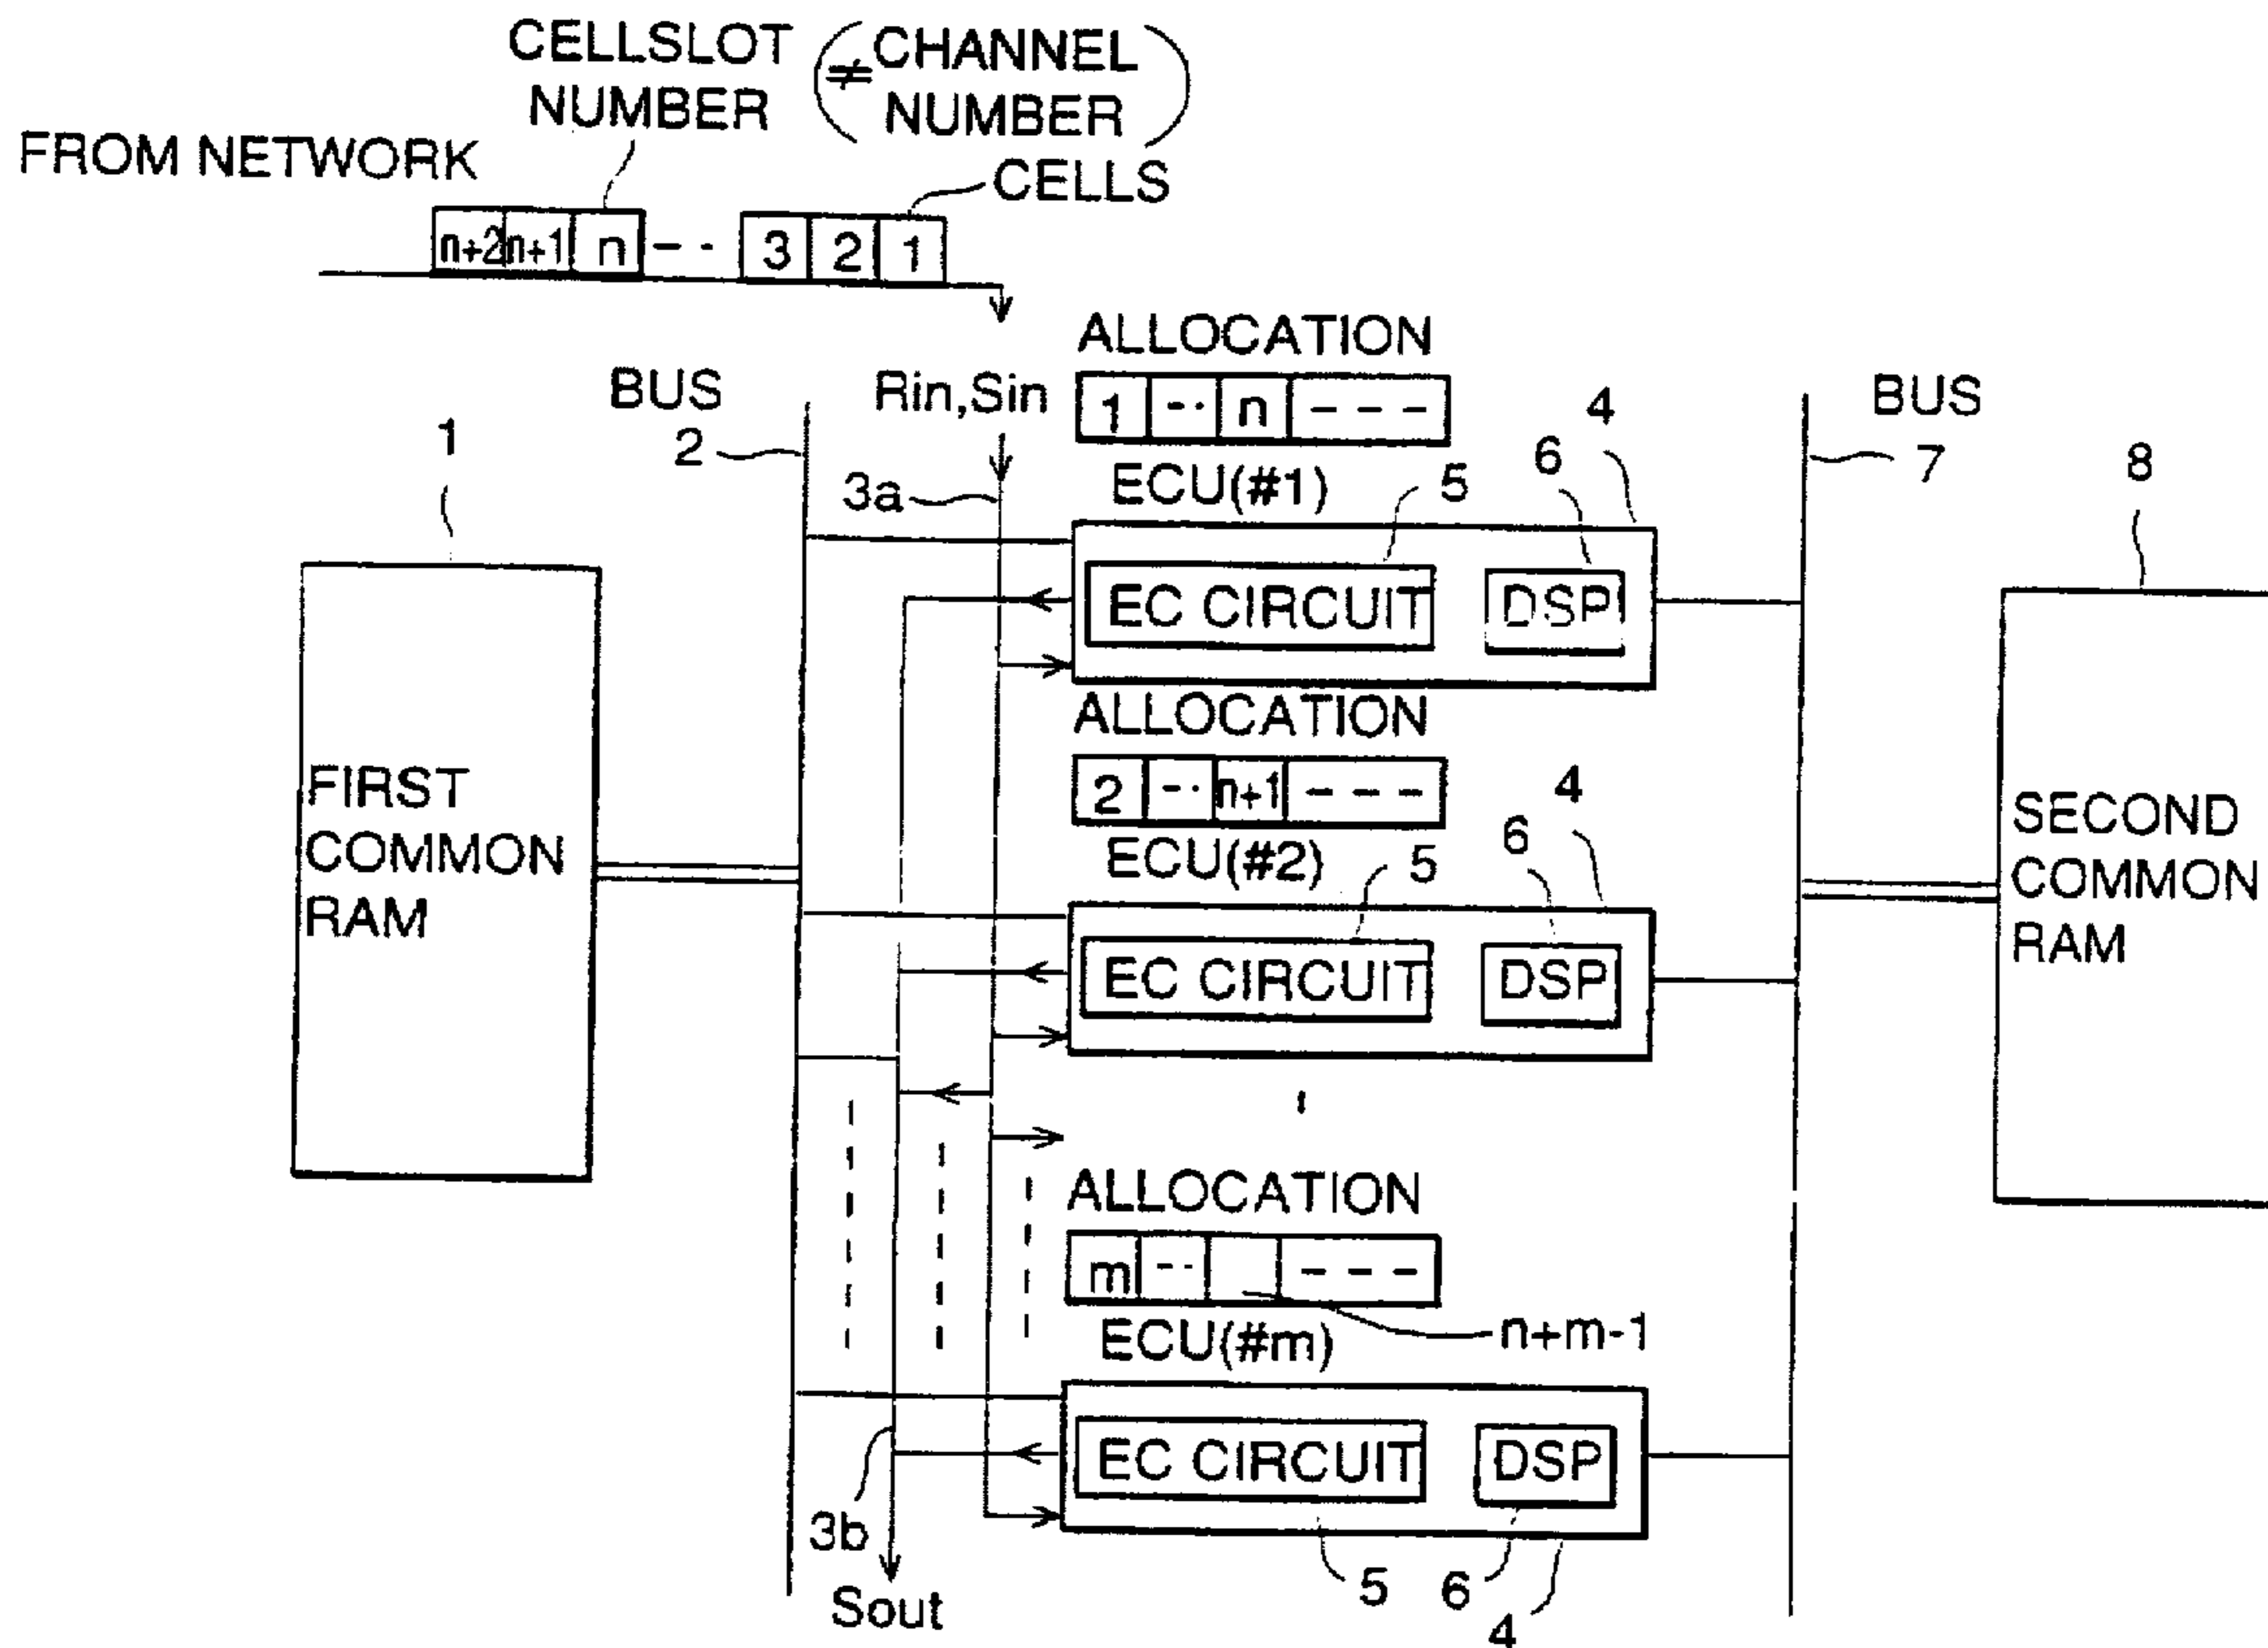 CELLSLOT
NUMBER
(≠ CHANNEL
NUMBER)
FROM NETWORK
CELLS
n+2 n+1 n -- 3 2 1
ALLOCATION
BUS
2
Rin,Sin
1 -- n ---
4
BUS
7
1
3a
ECU(#1)
5
6
8
EC CIRCUIT
DSP
ALLOCATION
2 -- n+1 ---
4
FIRST
COMMON
RAM
ECU(#2)
5
6
SECOND
COMMON
RAM
EC CIRCUIT
DSP
ALLOCATION
m -- ---
n+m-1
ECU(#m)
EC CIRCUIT
DSP
3b
5
6
4
Sout